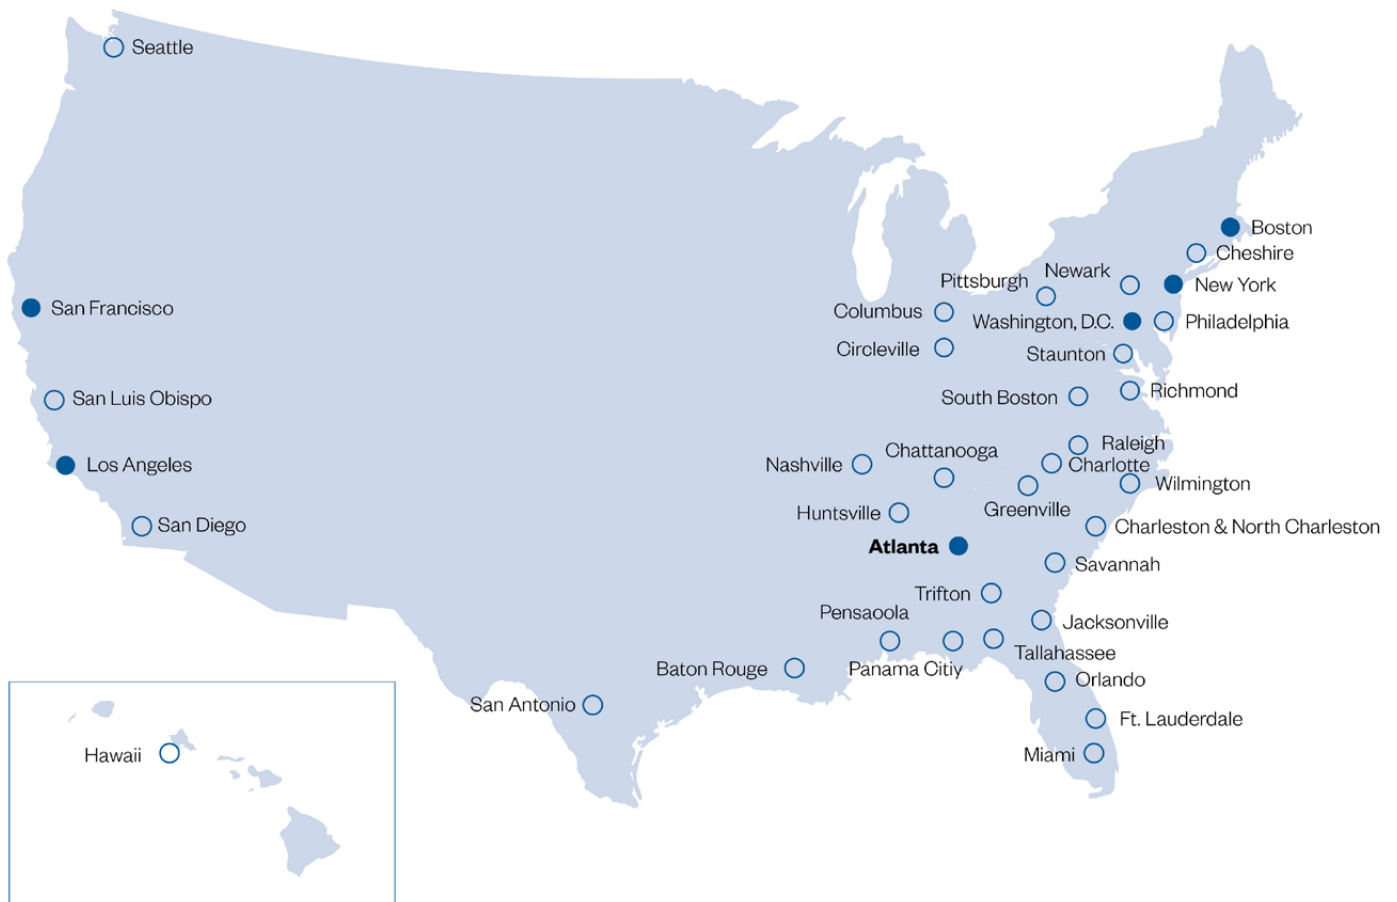 Seattle
Boston
Cheshire
Newark
Pittsburgh
New York
San Francisco
Columbus
Washington, D.C.
Philadelphia
Circleville
Staunton
Richmond
San Luis Obispo
South Boston
Raleigh
Chattanooga
Los Angeles
Nashville
Charlotte
Wilmington
Greenville
Huntsville
San Diego
Charleston & North Charleston
Atlanta
Savannah
Trifton
Pensaoola
Jacksonville
Tallahassee
Baton Rouge
Panama Citiy
Orlando
San Antonio
Ft. Lauderdale
Miami
Hawaii